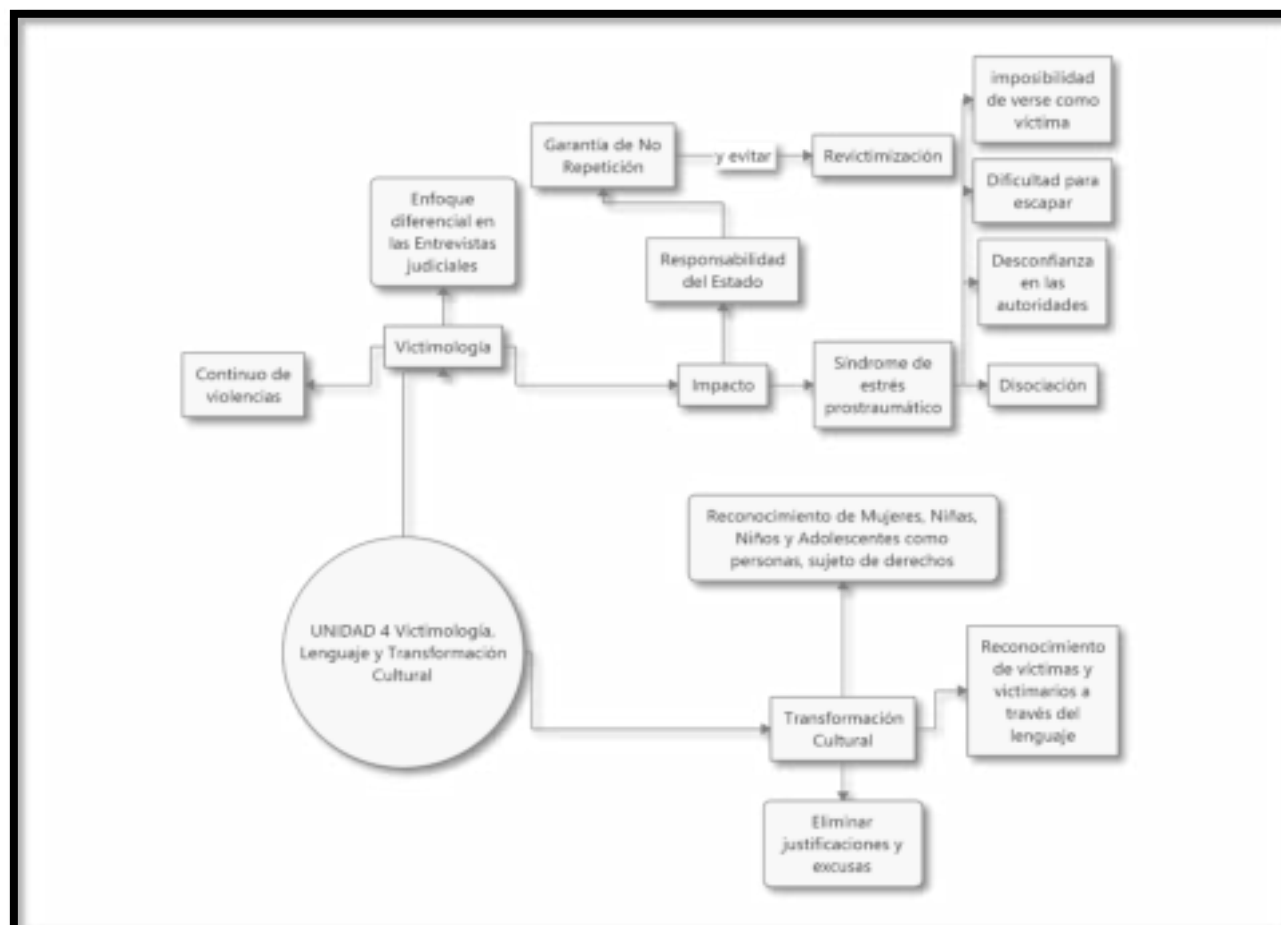 imposibilidad
de verse como
víctima
Garantía de No
Repetición
y evitar
Revictimización
Dificultad para
escapar
Enfoque
diferencial en
las Entrevistas
judiciales
Responsabilidad
del Estado
Desconfianza
en las
autoridades
Victimología
Continuo de
violencias
Impacto
Síndrome de
estrés
prostraumático
Disociación
Reconocimiento de Mujeres, Niñas,
Niños y Adolescentes como
personas, sujeto de derechos
UNIDAD 4 Victimología.
Lenguaje y Transformación
Cultural
Reconocimiento
de víctimas y
victimarios a
través del
lenguaje
Transformación
Cultural
Eliminar
justificaciones y
excusas